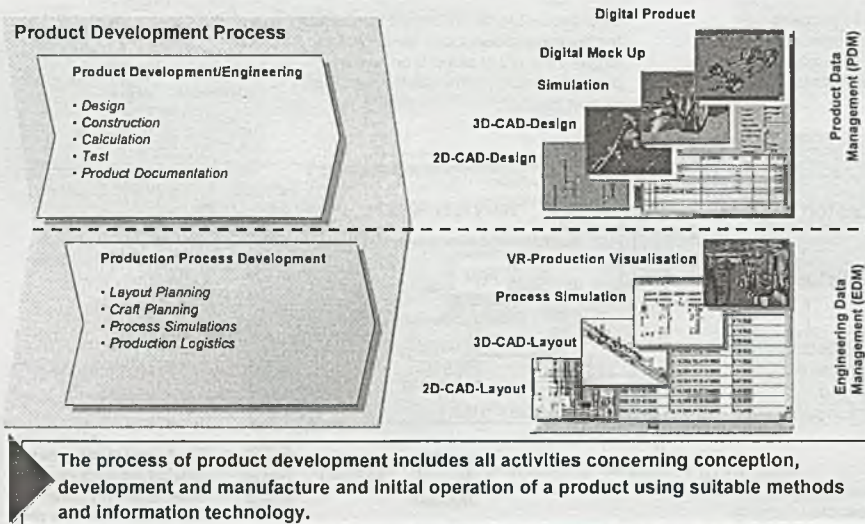 Product Development Process
Product Development/Engineering
• Design
• Construction
• Calculation
• Test
• Product Documentation
Digital Product
Digital Mock Up
Simulation
3D-CAD-Design
2D-CAD-Design
Product Data
Management (PDM)
Production Process Development
• Layout Planning
• Craft Planning
• Process Simulations
• Production Logistics
VR-Production Visualisation
Process Simulation
3D-CAD-Layout
2D-CAD-Layout
Engineering Data
Management (EDM)
The process of product development includes all activities concerning conception,
development and manufacture and initial operation of a product using suitable methods
and information technology.